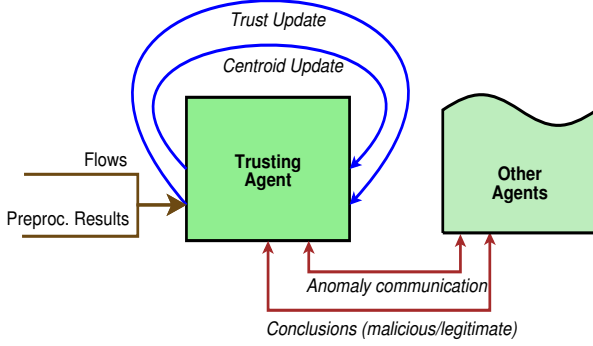 Trust Update
Centroid Update
Flows
Preproc. Results
Trusting
Agent
Other
Agents
Anomaly communication
Conclusions (malicious/legitimate)